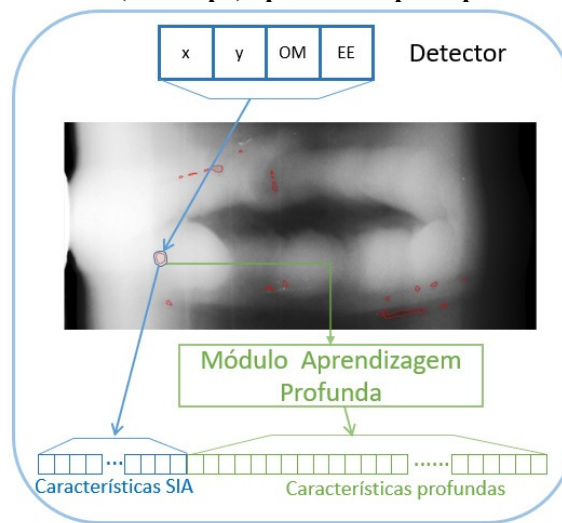 x y OM EE Detector
Módulo Aprendizagem
Profunda
... ......
Características SIA Características profundas